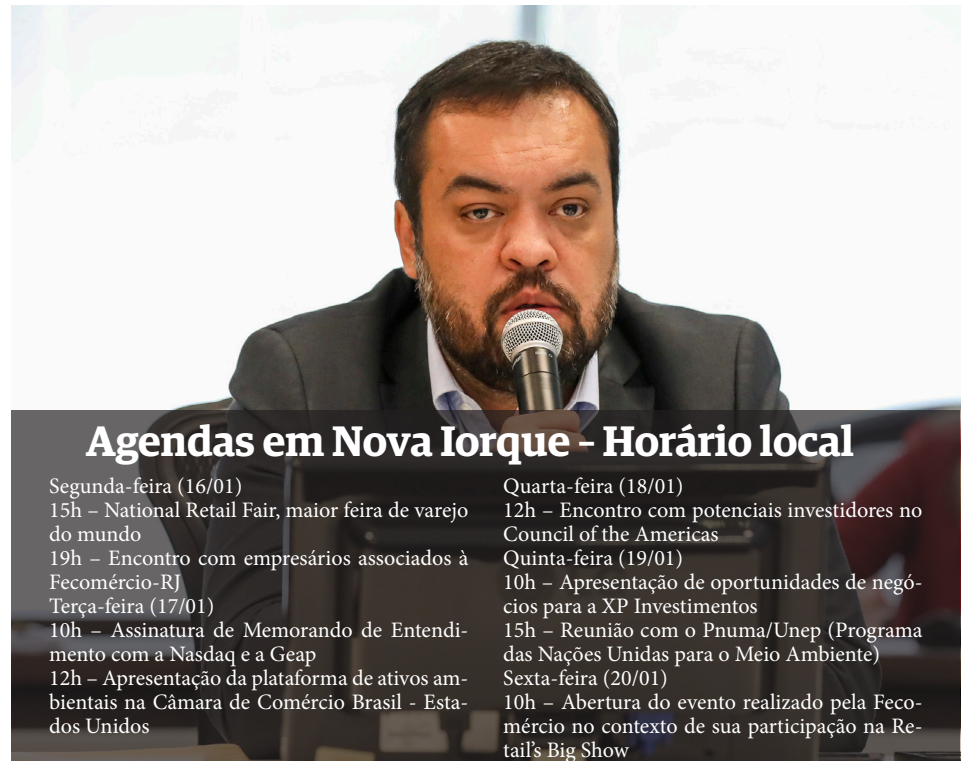 Agendas em Nova Iorque – Horário local
Segunda-feira (16/01)
15h – National Retail Fair, maior feira de varejo
do mundo
19h – Encontro com empresários associados à
Fecomércio-RJ
Terça-feira (17/01)
10h – Assinatura de Memorando de Entendi-
mento com a Nasdaq e a Geap
12h – Apresentação da plataforma de ativos am-
bientais na Câmara de Comércio Brasil - Esta-
dos Unidos
Quarta-feira (18/01)
12h – Encontro com potenciais investidores no
Council of the Americas
Quinta-feira (19/01)
10h – Apresentação de oportunidades de negó-
cios para a XP Investimentos
15h – Reunião com o Pnuma/Unep (Programa
das Nações Unidas para o Meio Ambiente)
Sexta-feira (20/01)
10h – Abertura do evento realizado pela Feco-
mércio no contexto de sua participação na Re-
tail’s Big Show